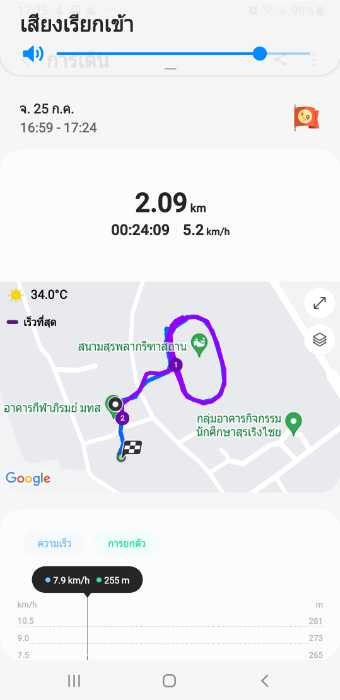 เสียงเรียกเข้า
การเดิน
จ. 25 ก.ค.
16:59 - 17:24
2.09 km
00:24:09 5.2 km/h
34.0°C
เร็วที่สุด
สนามสุรพลากรีฑาสถาน
1
อาคารกีฬาภิรมย์ มทส
2
กลุ่มอาคารกิจกรรม
นักศึกษาสุรเริงไชย
Google
ความเร็ว การยกตัว
7.9 km/h 255 m
km/h m
10.5 281
9.0 273
7.5 265